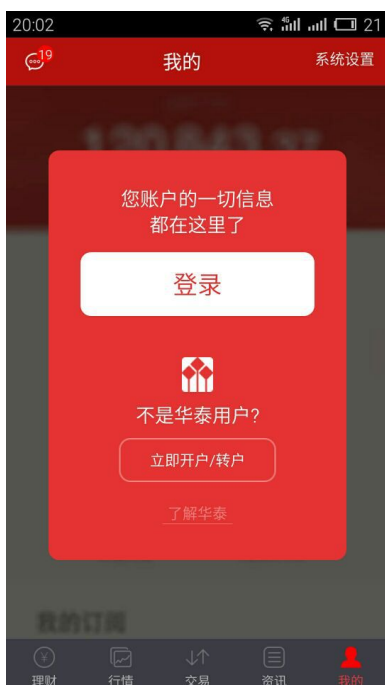 20:02
4G
21
19
我的
系统设置
您账户的一切信息
都在这里了
登录
不是华泰用户?
立即开户/转户
了解华泰
我的订阅
理财
行情
交易
资讯
我的